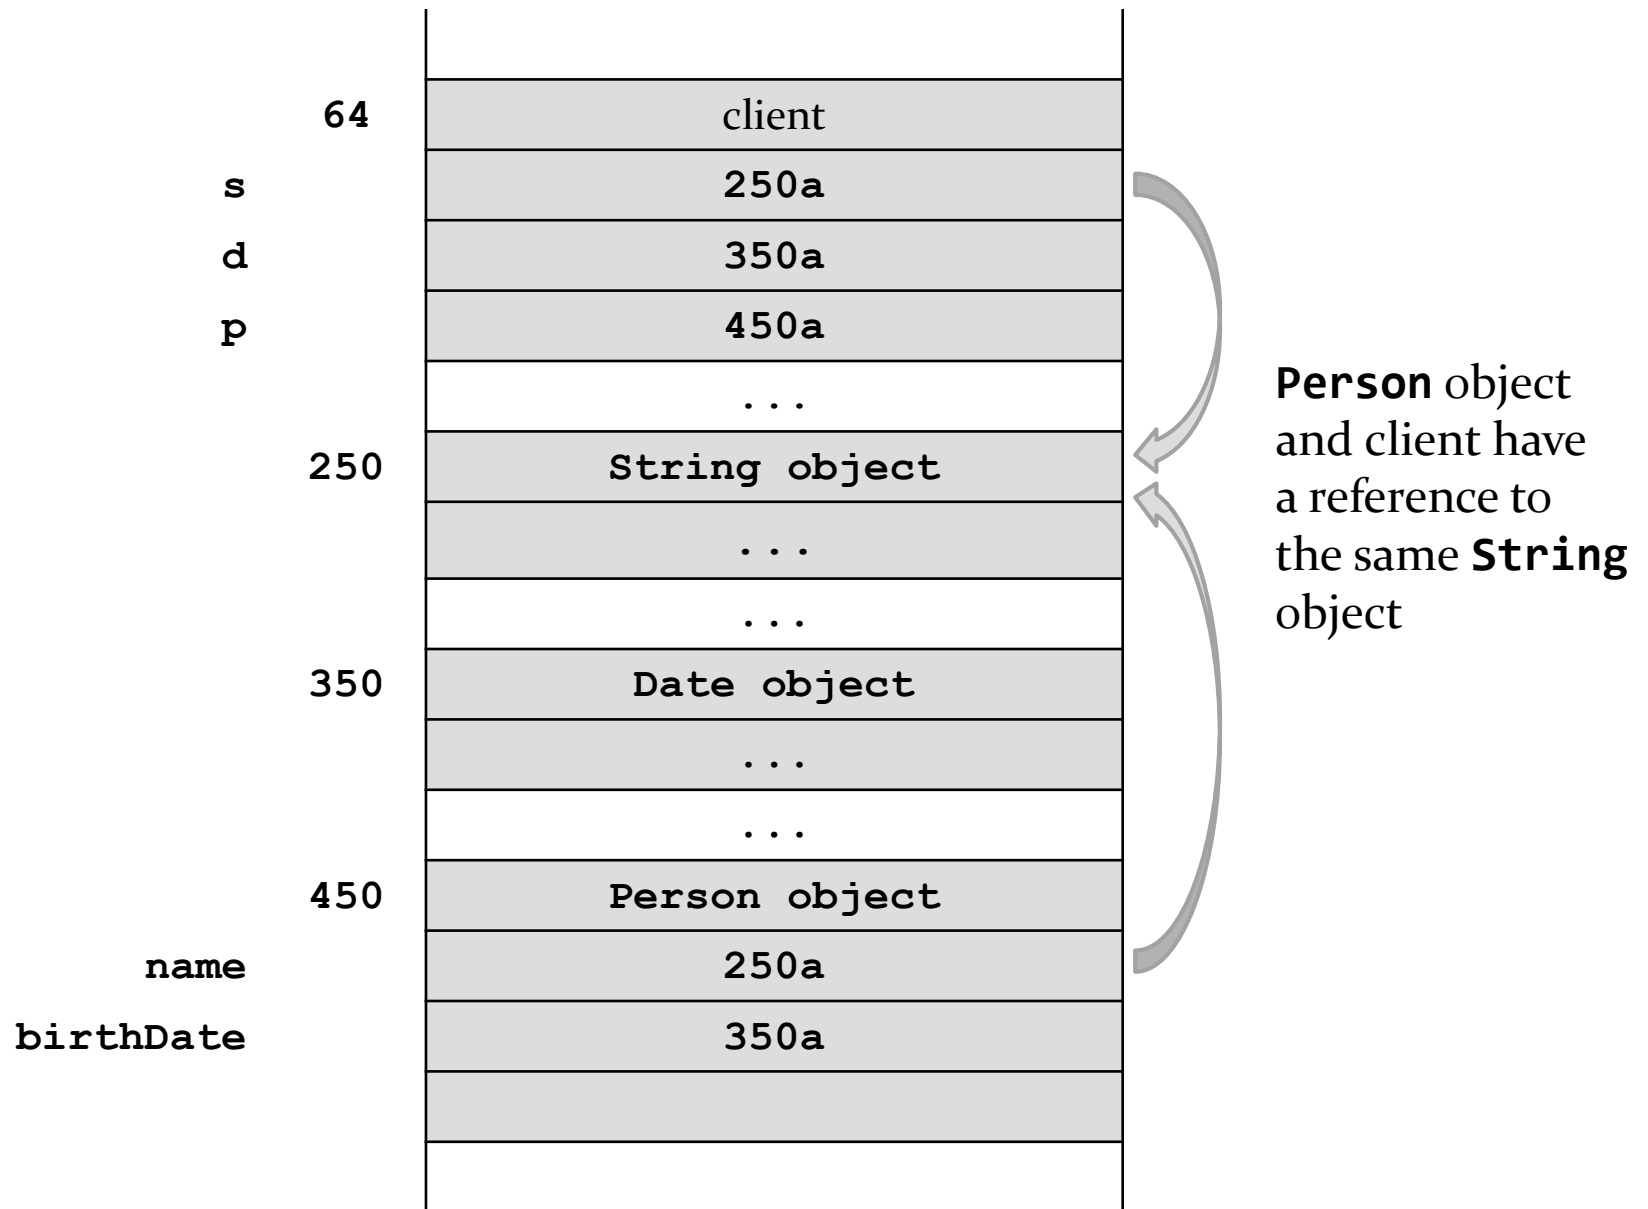 64 client
s 250a
d 350a
p 450a
...
250 String object
...
...
350 Date object
...
...
450 Person object
name 250a
birthDate 350a
Person object
and client have
a reference to
the same String
object